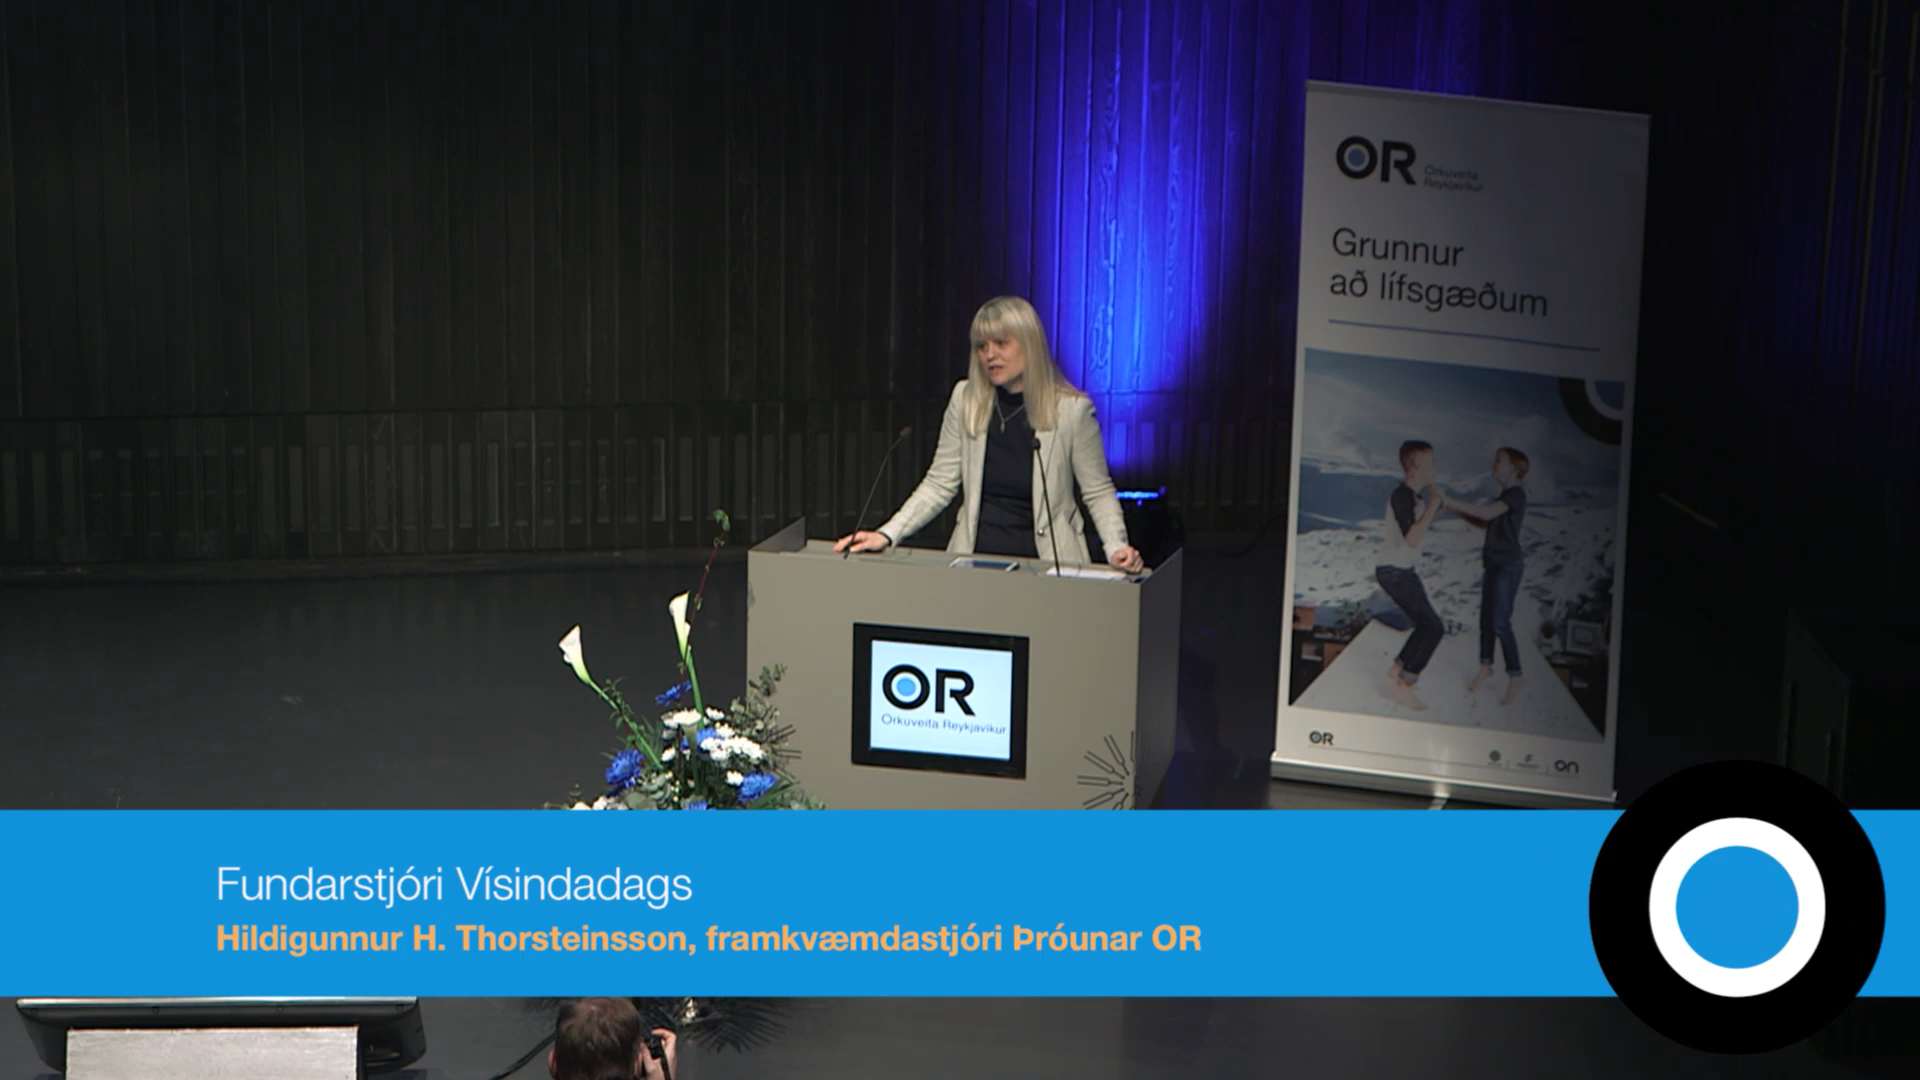 OR Orkuveita
Reykjavíkur
Grunnur
að lífsgæðum
OR
Orkuveita Reykjavíkur
OR
on
Fundarstjóri Vísindadags
Hildigunnur H. Thorsteinsson, framkvæmdastjóri Þróunar OR